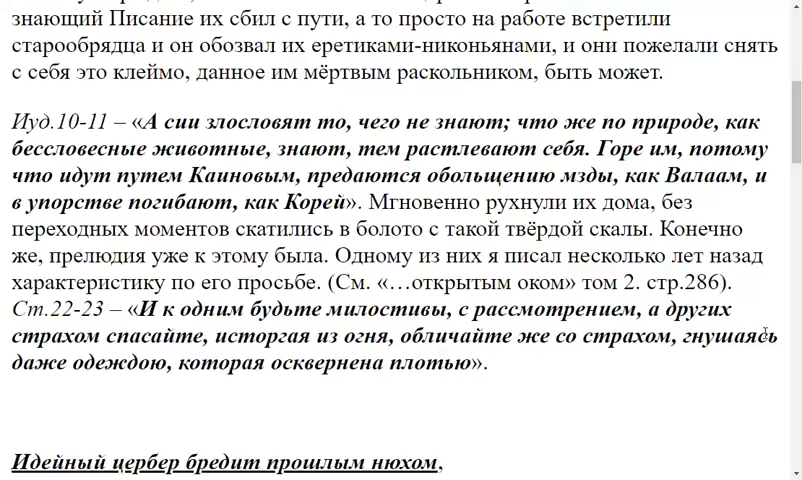 знающий Писание их сбил с пути, а то просто на работе встретили
старообрядца и он обозвал их еретиками-никоньянами, и они пожелали снять
с себя это клеймо, данное им мёртвым раскольником, быть может.
Иуд.10-11 – «А сии злословят то, чего не знают; что же по природе, как
бессловесные животные, знают, тем растлевают себя. Горе им, потому
что идут путем Каиновым, предаются обольщению мзды, как Валаам, и
в упорстве погибают, как Корей». Мгновенно рухнули их дома, без
переходных моментов скатились в болото с такой твёрдой скалы. Конечно
же, прелюдия уже к этому была. Одному из них я писал несколько лет назад
характеристику по его просьбе. (См. «…открытым оком» том 2. стр.286).
Ст.22-23 – «И к одним будьте милостивы, с рассмотрением, а других
страхом спасайте, исторгая из огня, обличайте же со страхом, гнушаясь
даже одеждою, которая осквернена плотью».
Идейный цербер бредит прошлым нюхом,